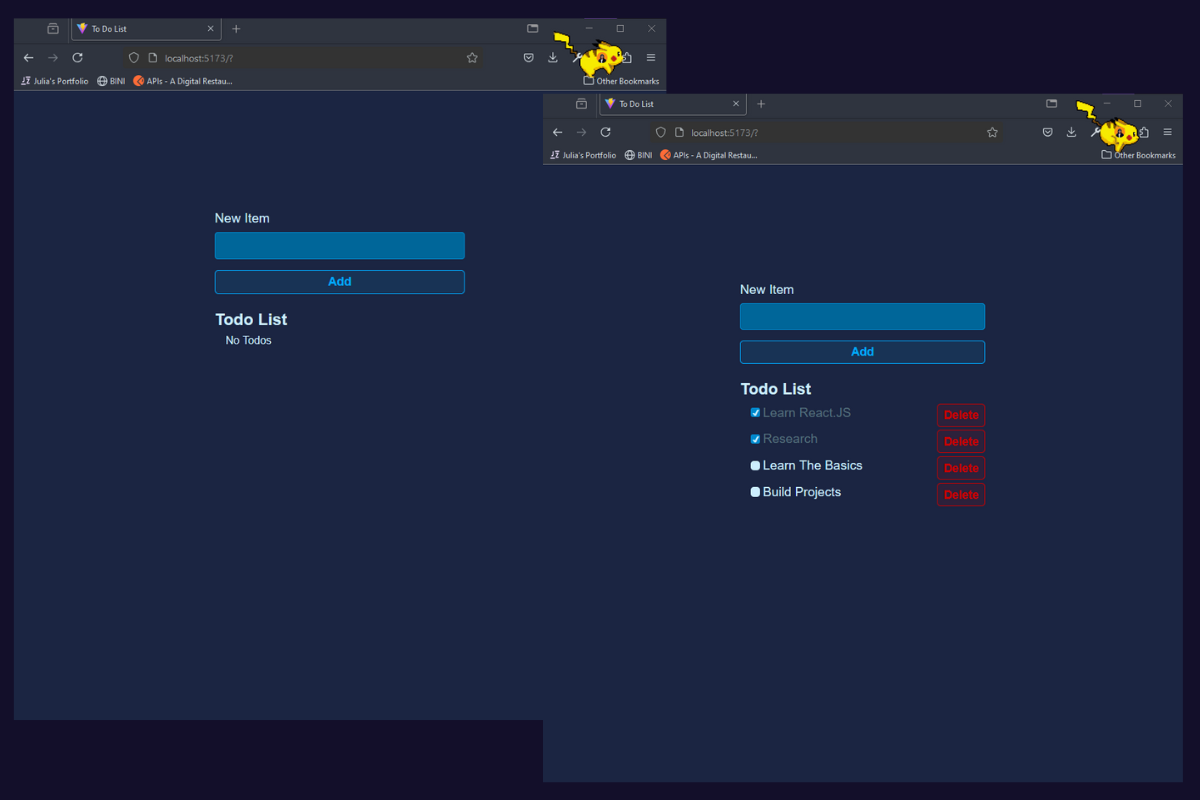 To Do List
localhost:5173/?
Julia's Portfolio BINI APIs - A Digital Restau... Other Bookmarks
New Item
Add
Todo List
No Todos
To Do List
localhost:5173/?
Julia's Portfolio BINI APIs - A Digital Restau... Other Bookmarks
New Item
Add
Todo List
Learn React.JS Delete
Research Delete
Learn The Basics Delete
Build Projects Delete